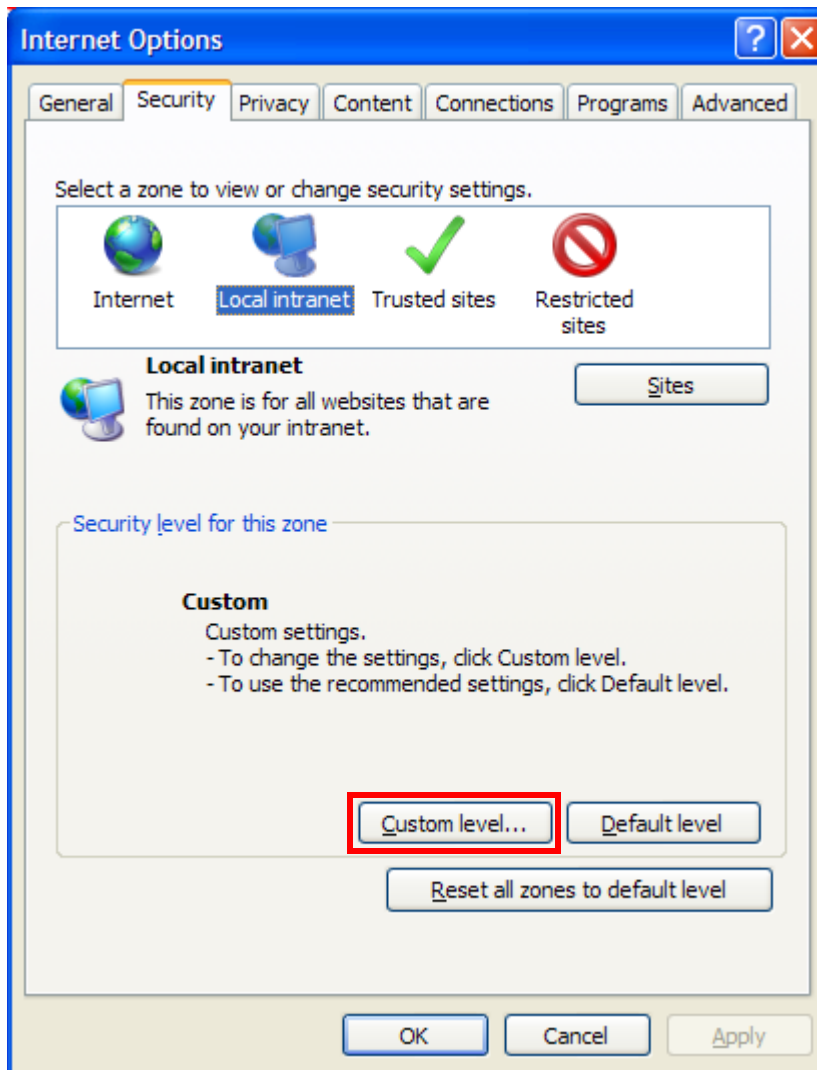 Internet Options
General Security Privacy Content Connections Programs Advanced
Select a zone to view or change security settings.
Internet Local intranet Trusted sites Restricted
sites
Local intranet
Sites
This zone is for all websites that are
found on your intranet.
Security level for this zone
Custom
Custom settings.
- To change the settings, click Custom level.
- To use the recommended settings, click Default level.
Custom level... Default level
Reset all zones to default level
OK Cancel Apply